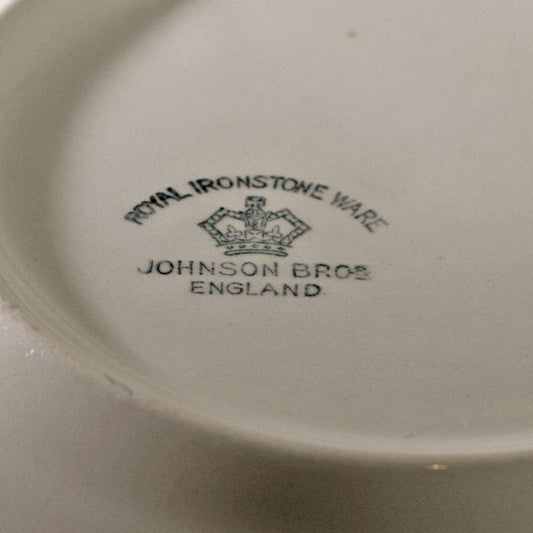 ROYAL IRONSTONE WARE
JOHNSON BROS
ENGLAND.